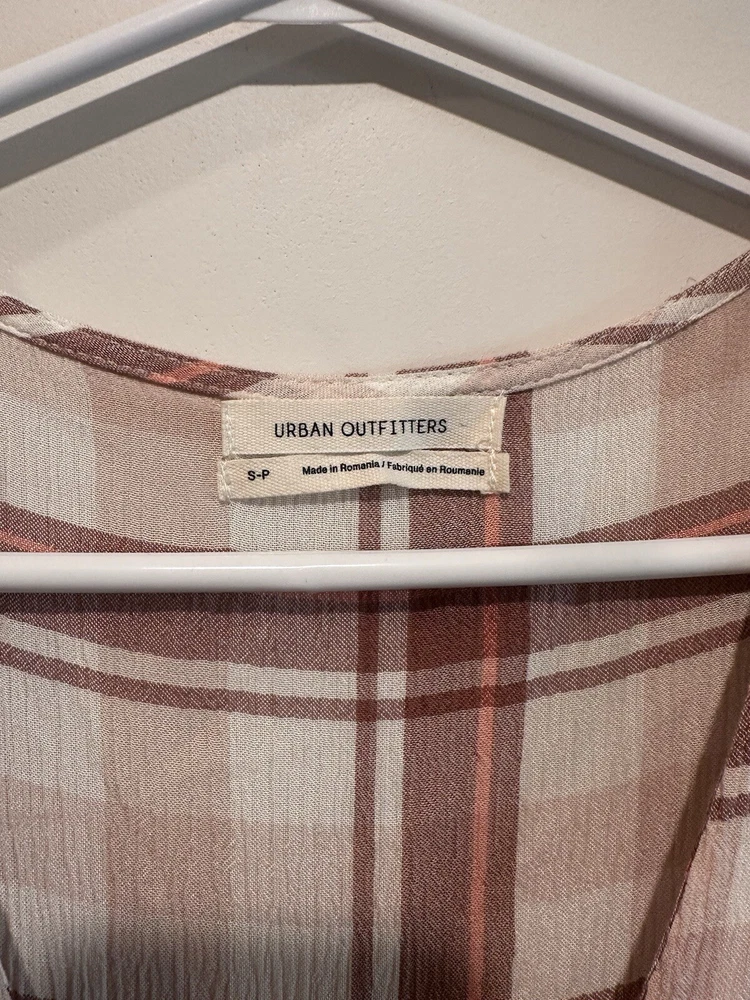 URBAN OUTFITTERS
S-P Made in Romania / Fabriqué en Roumanie